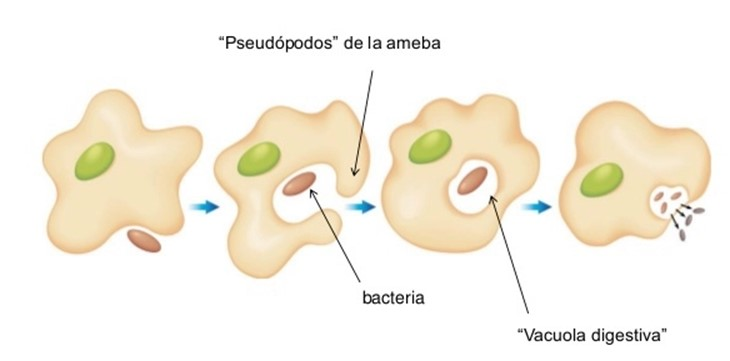 “Pseudópodos” de la ameba
bacteria
“Vacuola digestiva”